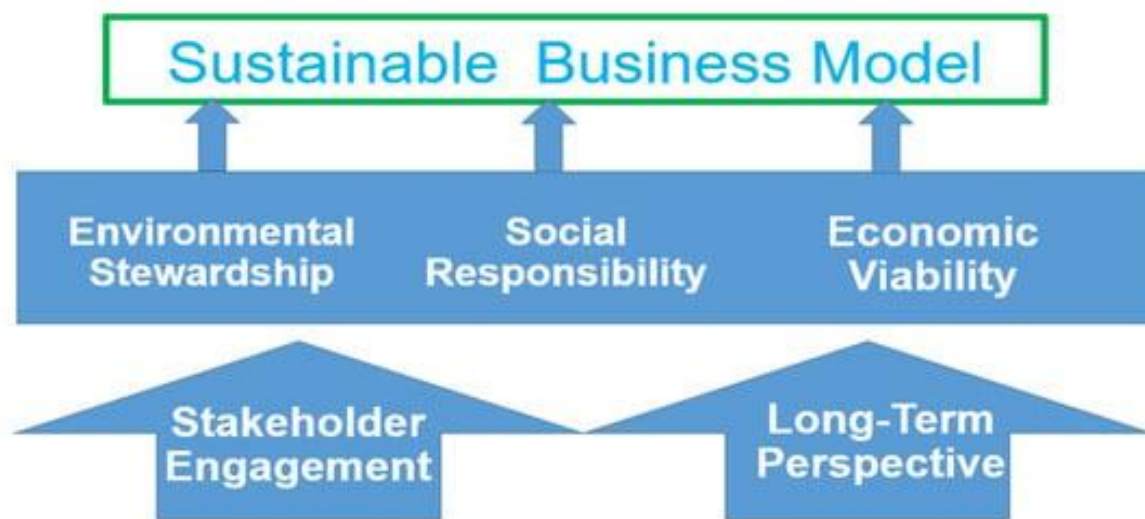 Sustainable Business Model
Environmental
Stewardship
Social
Responsibility
Economic
Viability
Stakeholder
Engagement
Long-Term
Perspective